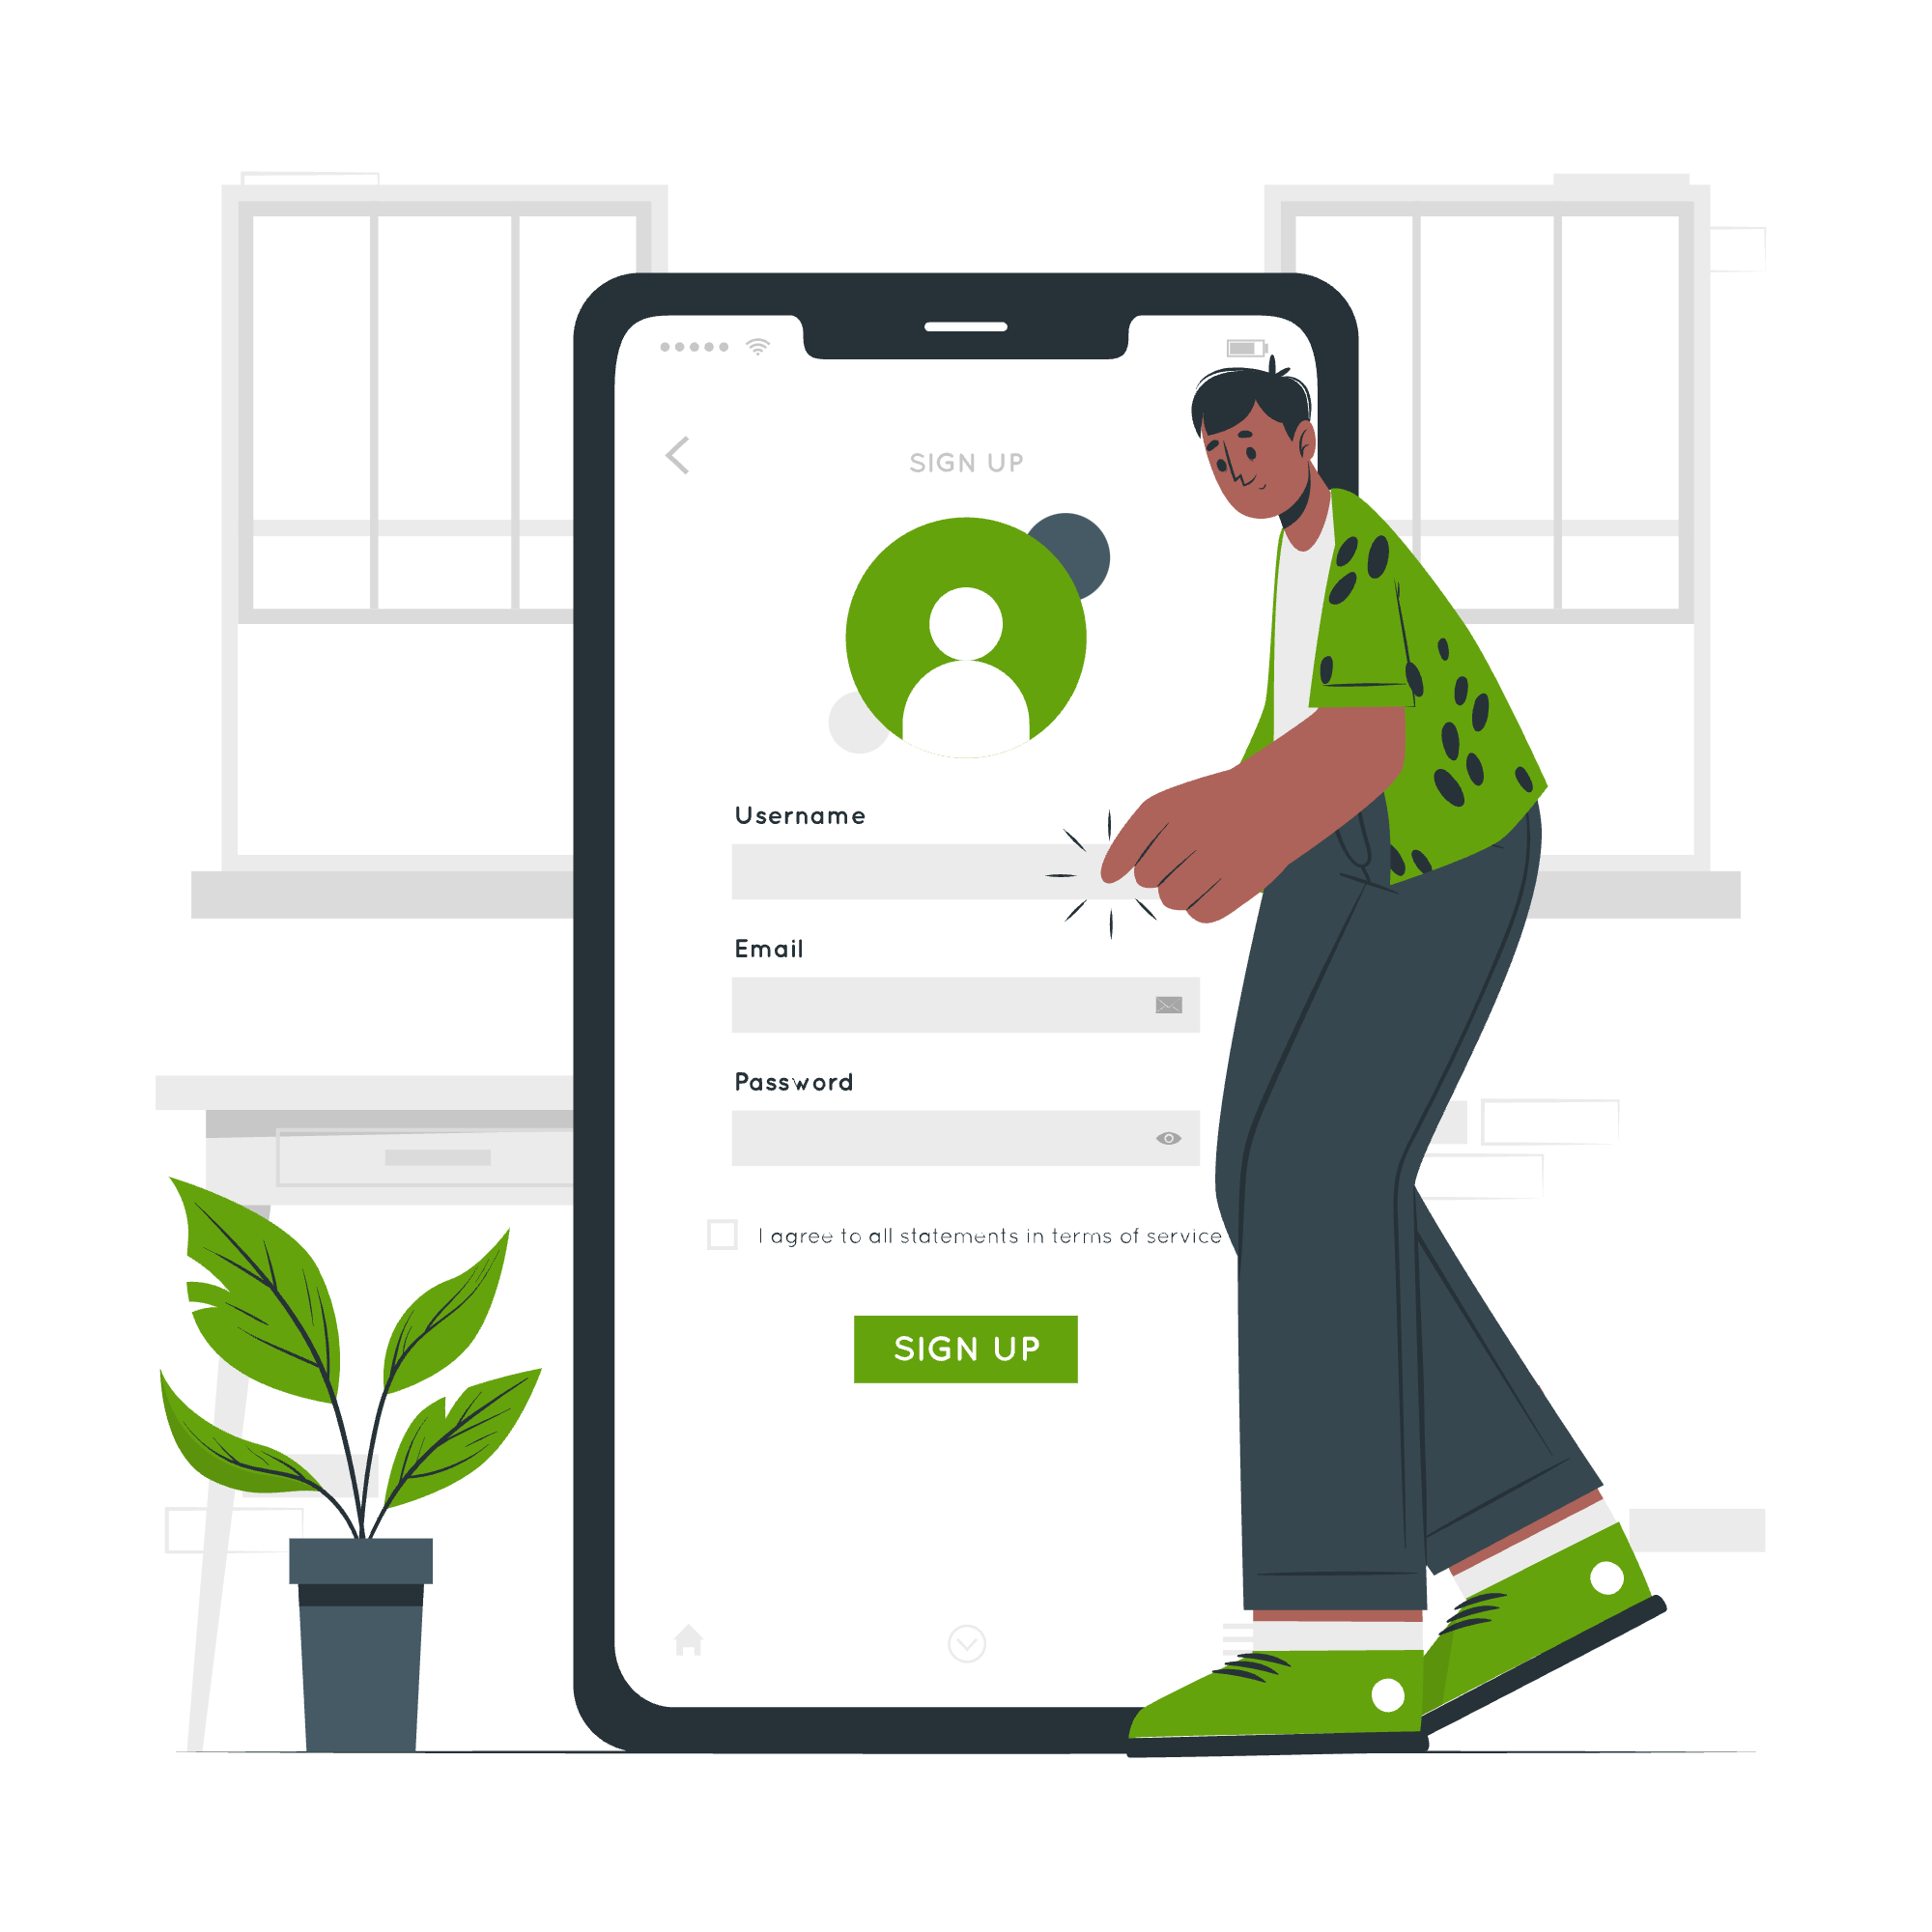 SIGN UP
Username
Email
Password
I agree to all statements in terms of service
SIGN UP